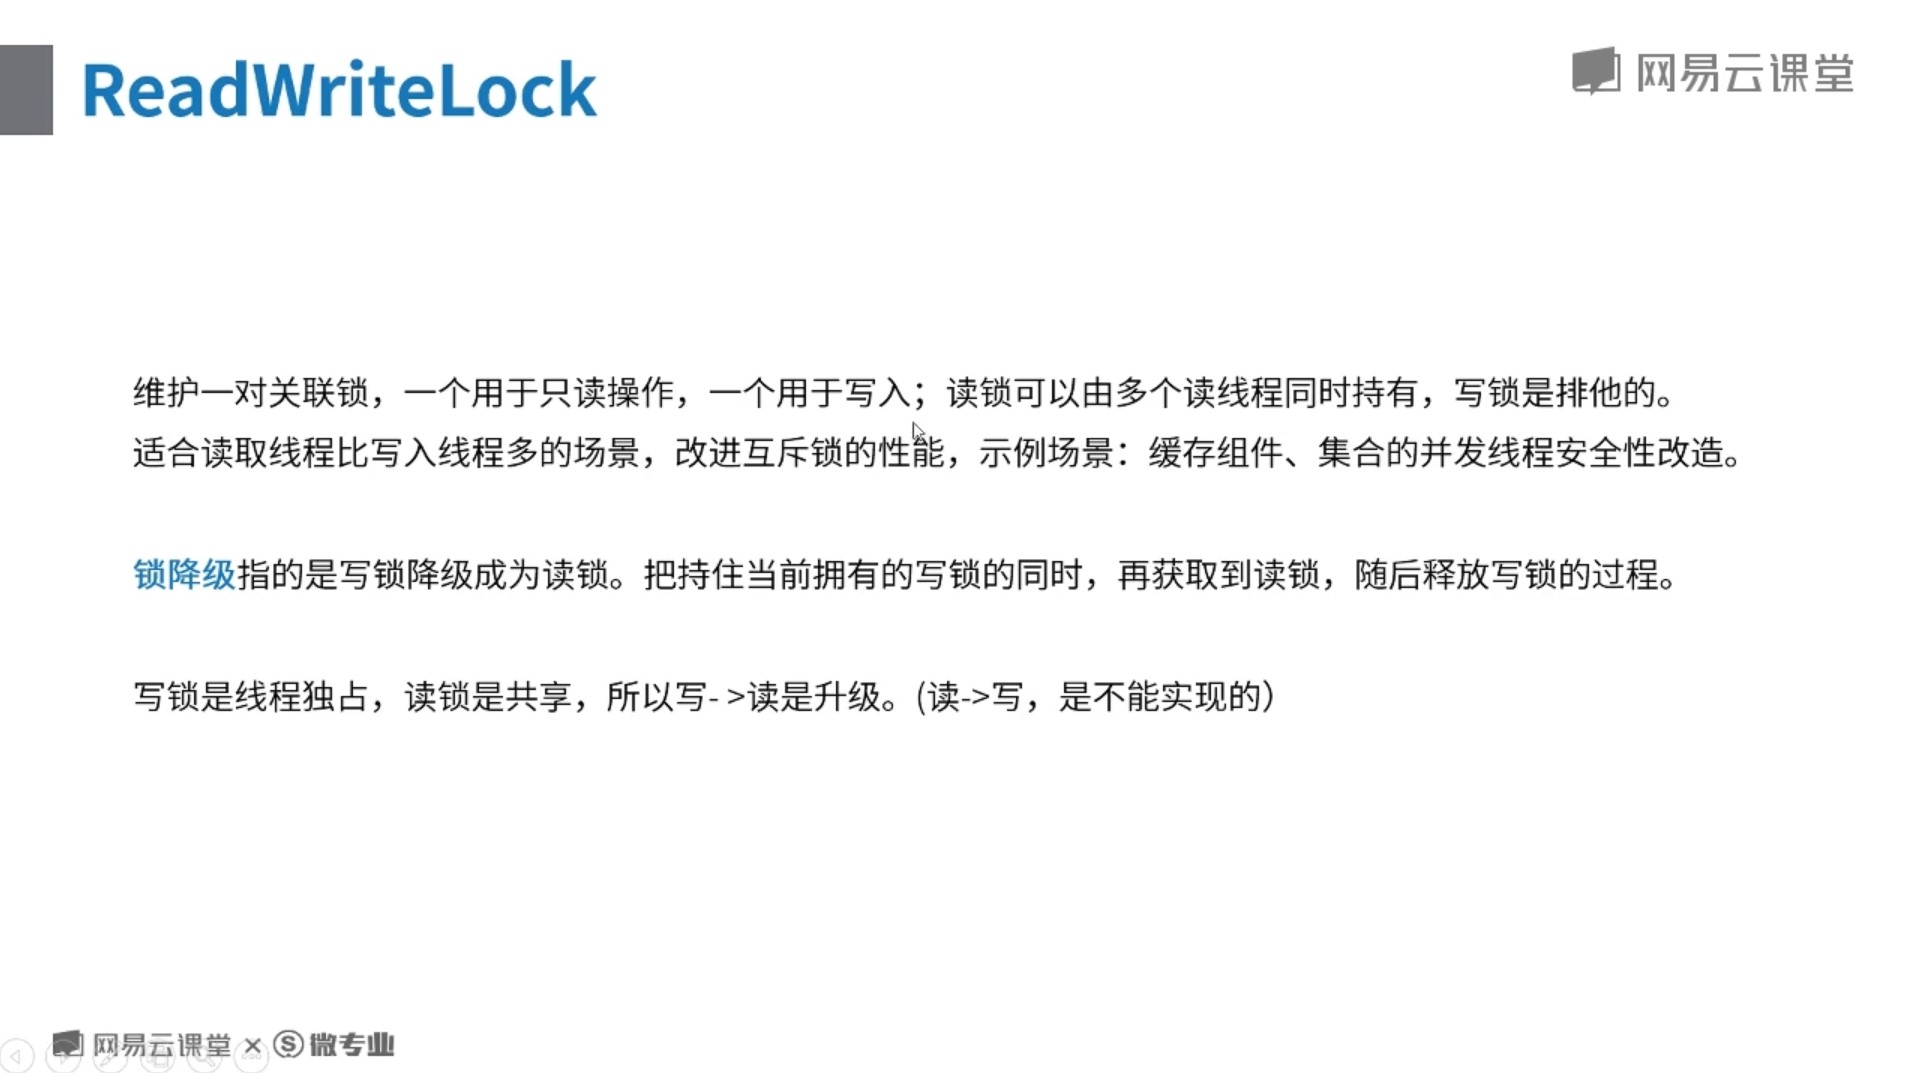 ReadWriteLock
网易云课堂
维护一对关联锁，一个用于只读操作，一个用于写入；读锁可以由多个读线程同时持有，写锁是排他的。
适合读取线程比写入线程多的场景，改进互斥锁的性能，示例场景：缓存组件、集合的并发线程安全性改造。
锁降级指的是写锁降级成为读锁。把持住当前拥有的写锁的同时，再获取到读锁，随后释放写锁的过程。
写锁是线程独占，读锁是共享，所以写- >读是升级。(读->写，是不能实现的）
网易云课堂 × 微专业